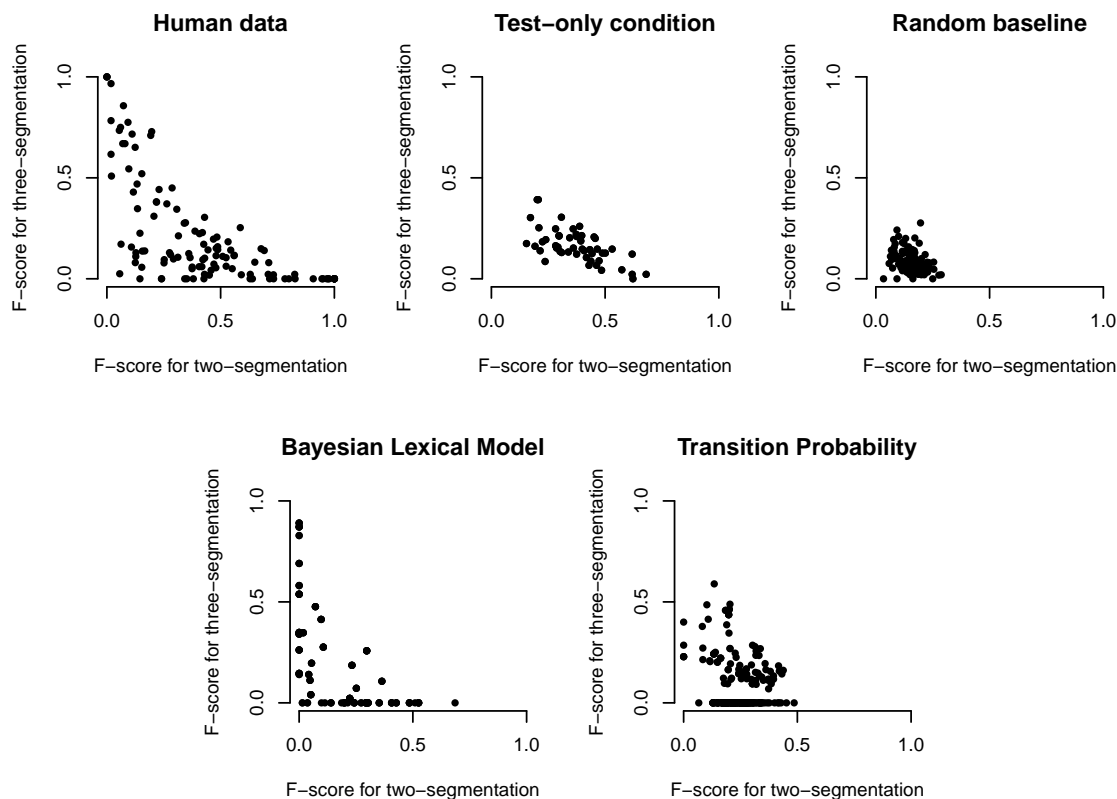 Human data
F−score for three−segmentation
1.0
0.5
0.0
0.0 0.5 1.0
F−score for two−segmentation
Test−only condition
F−score for three−segmentation
1.0
0.5
0.0
0.0 0.5 1.0
F−score for two−segmentation
Random baseline
F−score for three−segmentation
1.0
0.5
0.0
0.0 0.5 1.0
F−score for two−segmentation
Bayesian Lexical Model
F−score for three−segmentation
1.0
0.5
0.0
0.0 0.5 1.0
F−score for two−segmentation
Transition Probability
F−score for three−segmentation
1.0
0.5
0.0
0.0 0.5 1.0
F−score for two−segmentation